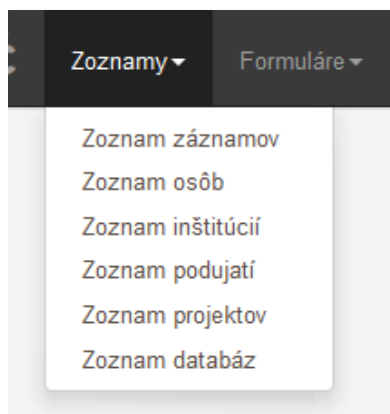 Zoznamy Formuláre
Zoznam záznamov
Zoznam osôb
Zoznam inštitúcií
Zoznam podujatí
Zoznam projektov
Zoznam databáz